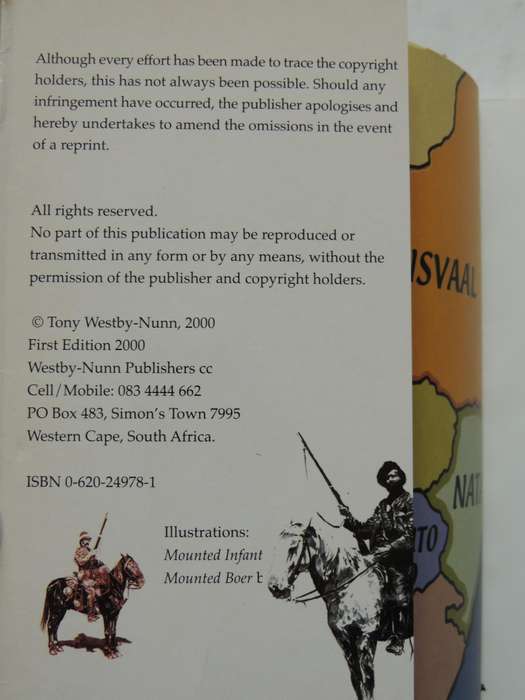 Although every effort has been made to trace the copyright
holders, this has not always been possible. Should any
infringement have occurred, the publisher apologises and
hereby undertakes to amend the omissions in the event
of a reprint.
All rights reserved.
No part of this publication may be reproduced or
transmitted in any form or by any means, without the
permission of the publisher and copyright holders.
© Tony Westby-Nunn, 2000
First Edition 2000
Westby-Nunn Publishers cc
Cell/Mobile: 083 4444 662
PO Box 483, Simon's Town 7995
Western Cape, South Africa.
ISBN 0-620-24978-1
Illustrations:
Mounted Infant
Mounted Boer b
SVAAL
NAT
TO